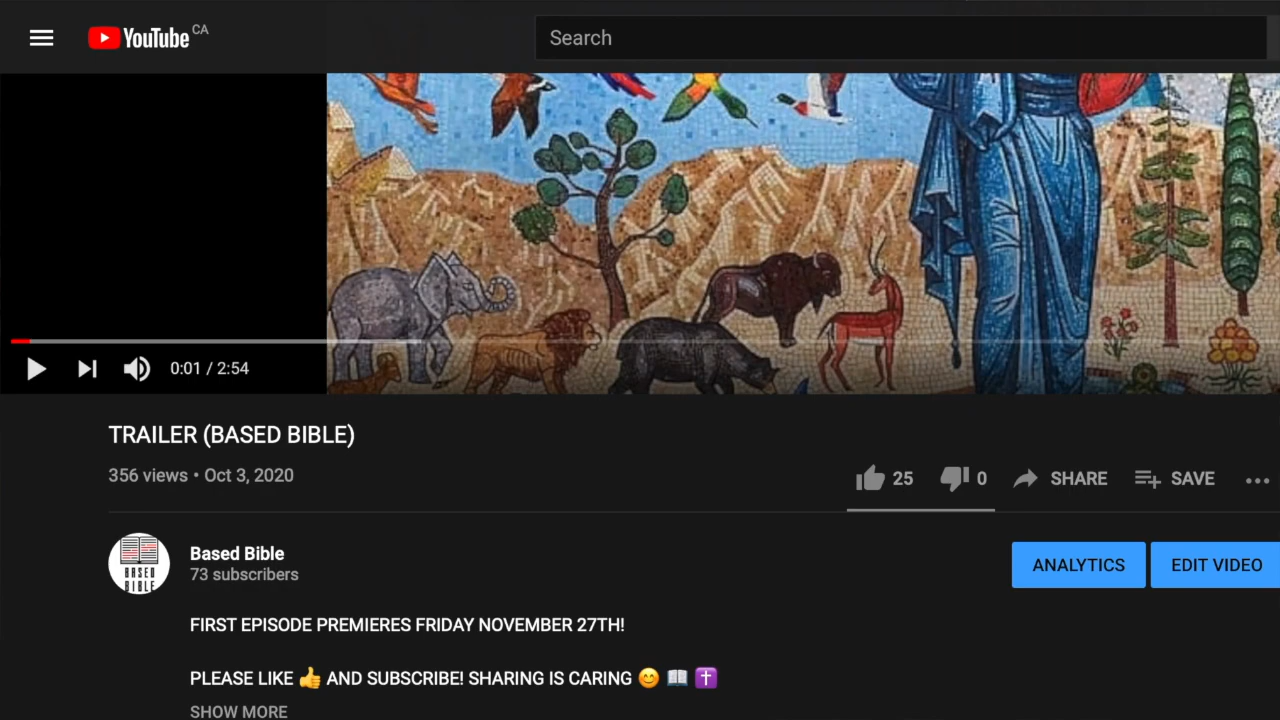 YouTube CA
Search
0:01 / 2:54
TRAILER (BASED BIBLE)
356 views • Oct 3, 2020
25
0
SHARE
SAVE
Based Bible
73 subscribers
BASED
BIBLE
ANALYTICS
EDIT VIDEO
FIRST EPISODE PREMIERES FRIDAY NOVEMBER 27TH!
PLEASE LIKE 👍 AND SUBSCRIBE! SHARING IS CARING 😊 📖 ✝️
SHOW MORE